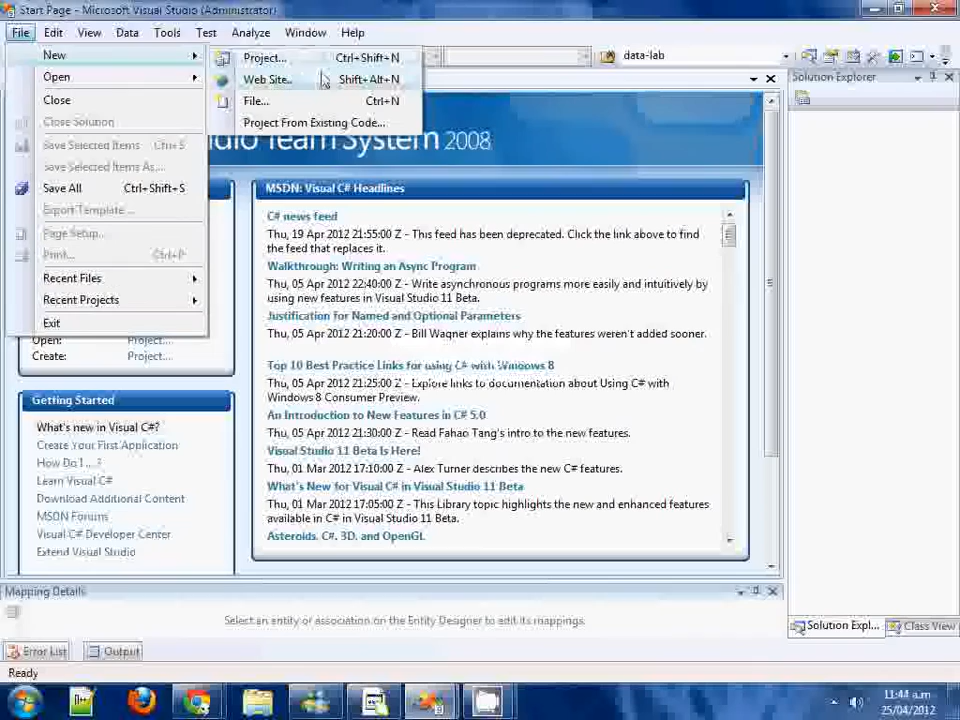 Start Page - Microsoft Visual Studio (Administrator)
File Edit View Data Tools Test Analyze Window Help
New
Open
Close
Close Solution
Save Selected Items Ctrl+S
Save Selected Items As...
Save All Ctrl+Shift+S
Export Template...
Page Setup...
Print... Ctrl+P
Recent Files
Recent Projects
Exit
Project... Ctrl+Shift+N
Web Site... Shift+Alt+N
File... Ctrl+N
Project From Existing Code...
data-lab
Solution Explorer
dio Team System 2008
Open: Project...
Create: Project...
Getting Started
What's new in Visual C#?
Create Your First Application
How Do I ...?
Learn Visual C#
Download Additional Content
MSDN Forums
Visual C# Developer Center
Extend Visual Studio
MSDN: Visual C# Headlines
C# news feed
Thu, 19 Apr 2012 21:55:00 Z - This feed has been deprecated. Click the link above to find
the feed that replaces it.
Walkthrough: Writing an Async Program
Thu, 05 Apr 2012 22:40:00 Z - Write asynchronous programs more easily and intuitively by
using new features in Visual Studio 11 Beta.
Justification for Named and Optional Parameters
Thu, 05 Apr 2012 21:20:00 Z - Bill Wagner explains why the features weren't added sooner.
Top 10 Best Practice Links for using C# with Windows 8
Thu, 05 Apr 2012 21:25:00 Z - Explore links to documentation about Using C# with
Windows 8 Consumer Preview.
An Introduction to New Features in C# 5.0
Thu, 05 Apr 2012 21:30:00 Z - Read Fahao Tang's intro to the new features.
Visual Studio 11 Beta Is Here!
Thu, 01 Mar 2012 17:10:00 Z - Alex Turner describes the new C# features.
What's New for Visual C# in Visual Studio 11 Beta
Thu, 01 Mar 2012 17:05:00 Z - This Library topic highlights the new and enhanced features
available in C# in Visual Studio 11 Beta.
Asteroids, C#, 3D, and OpenGL
Mapping Details
Select an entity or association on the Entity Designer to edit its mappings.
Solution Expl... Class View
Error List Output
Ready
11:44 a.m.
25/04/2012